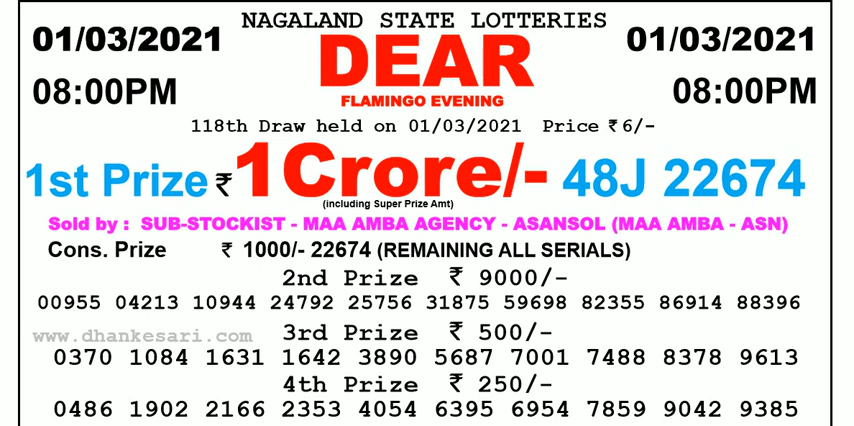 NAGALAND STATE LOTTERIES
01/03/2021 DEAR 01/03/2021
08:00PM FLAMINGO EVENING 08:00PM
118th Draw held on 01/03/2021 Price ₹ 6/-
1st Prize ₹ 1Crore/- 48J 22674
(including Super Prize Amt)
Sold by : SUB-STOCKIST - MAA AMBA AGENCY - ASANSOL (MAA AMBA - ASN)
Cons. Prize ₹ 1000/- 22674 (REMAINING ALL SERIALS)
2nd Prize ₹ 9000/-
00955 04213 10944 24792 25756 31875 59698 82355 86914 88396
www.dhankesari.com 3rd Prize ₹ 500/-
0370 1084 1631 1642 3890 5687 7001 7488 8378 9613
4th Prize ₹ 250/-
0486 1902 2166 2353 4054 6395 6954 7859 9042 9385